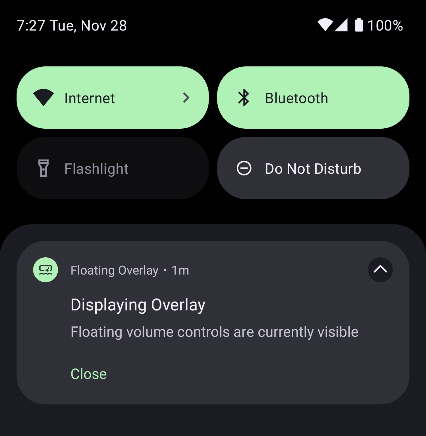 7:27 Tue, Nov 28 100%
Internet Bluetooth
Flashlight Do Not Disturb
Floating Overlay • 1m
Displaying Overlay
Floating volume controls are currently visible
Close